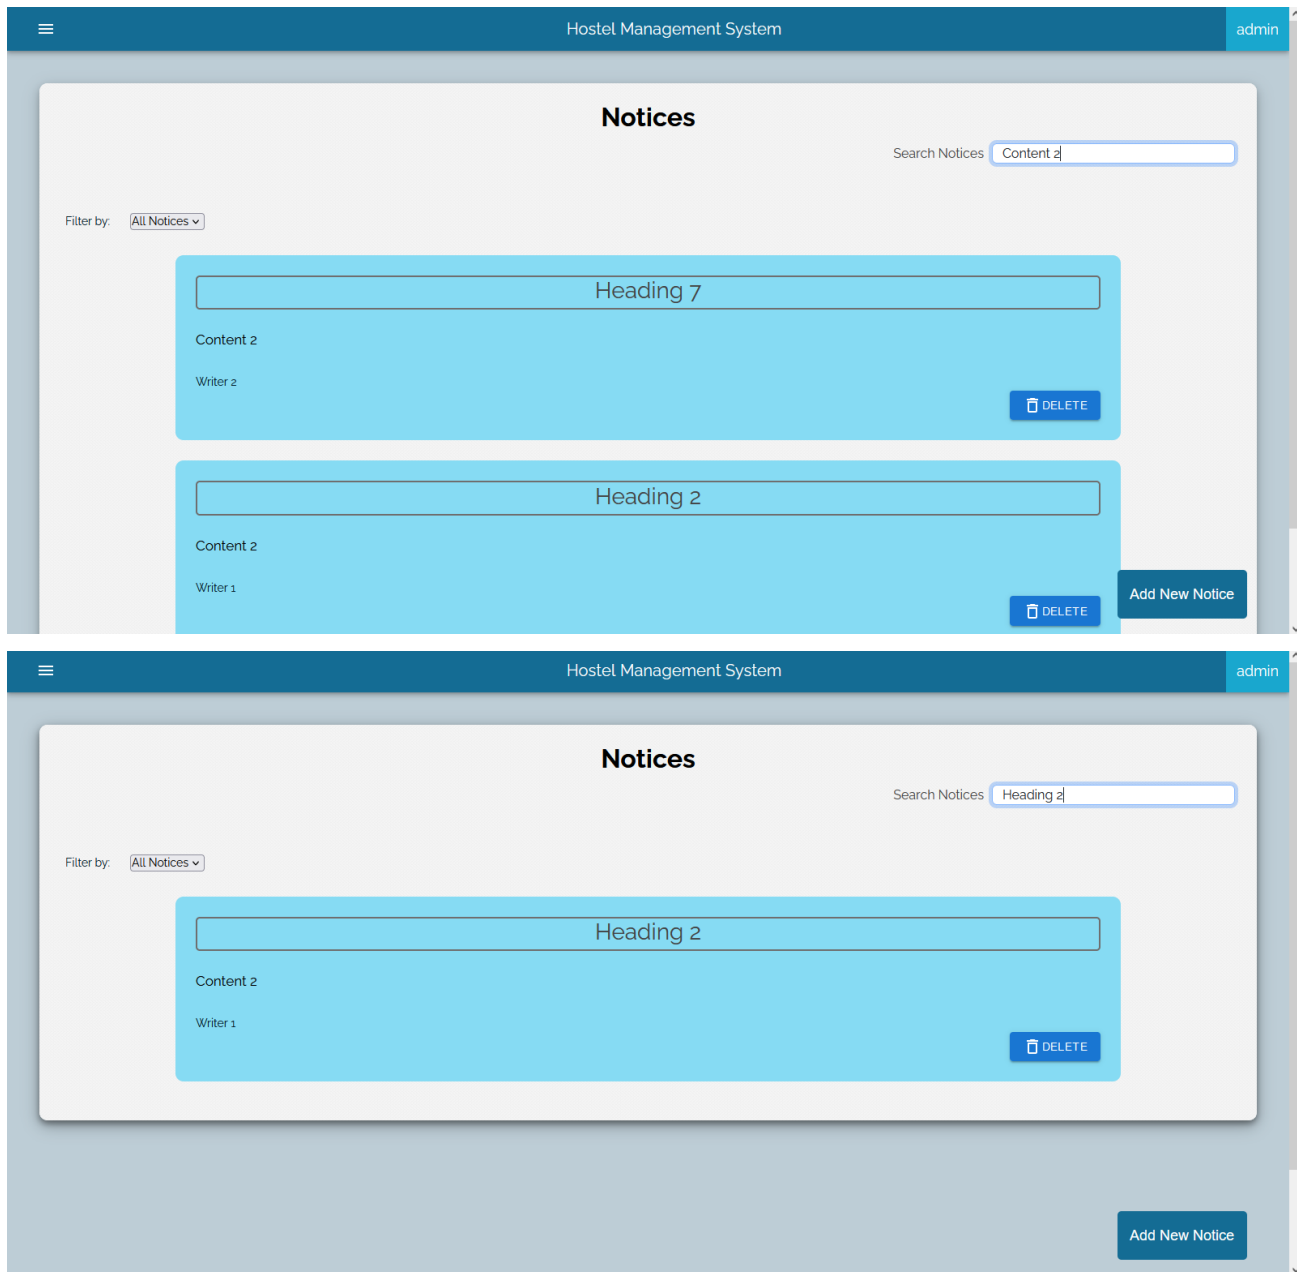 Hostel Management System
admin
Notices
Search Notices Content 2
Filter by: All Notices
Heading 7
Content 2
Writer 2
DELETE
Heading 2
Content 2
Writer 1
DELETE
Add New Notice
Hostel Management System
admin
Notices
Search Notices Heading 2
Filter by: All Notices
Heading 2
Content 2
Writer 1
DELETE
Add New Notice